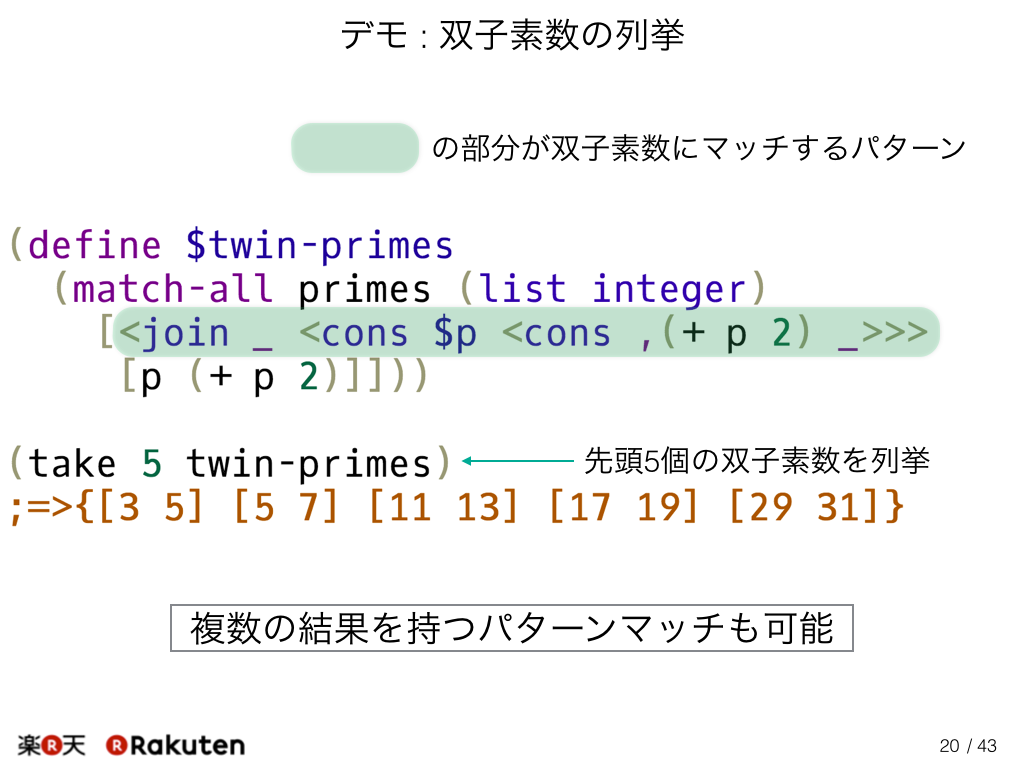 デモ : 双子素数の列挙
の部分が双子素数にマッチするパターン
(define $twin-primes
  (match-all primes (list integer)
    [<join _ <cons $p <cons ,(+ p 2) _>>>
     [p (+ p 2)]]))
(take 5 twin-primes) 先頭5個の双子素数を列挙
;=>{[3 5] [5 7] [11 13] [17 19] [29 31]}
複数の結果を持つパターンマッチも可能
楽R天 R Rakuten 20 / 43